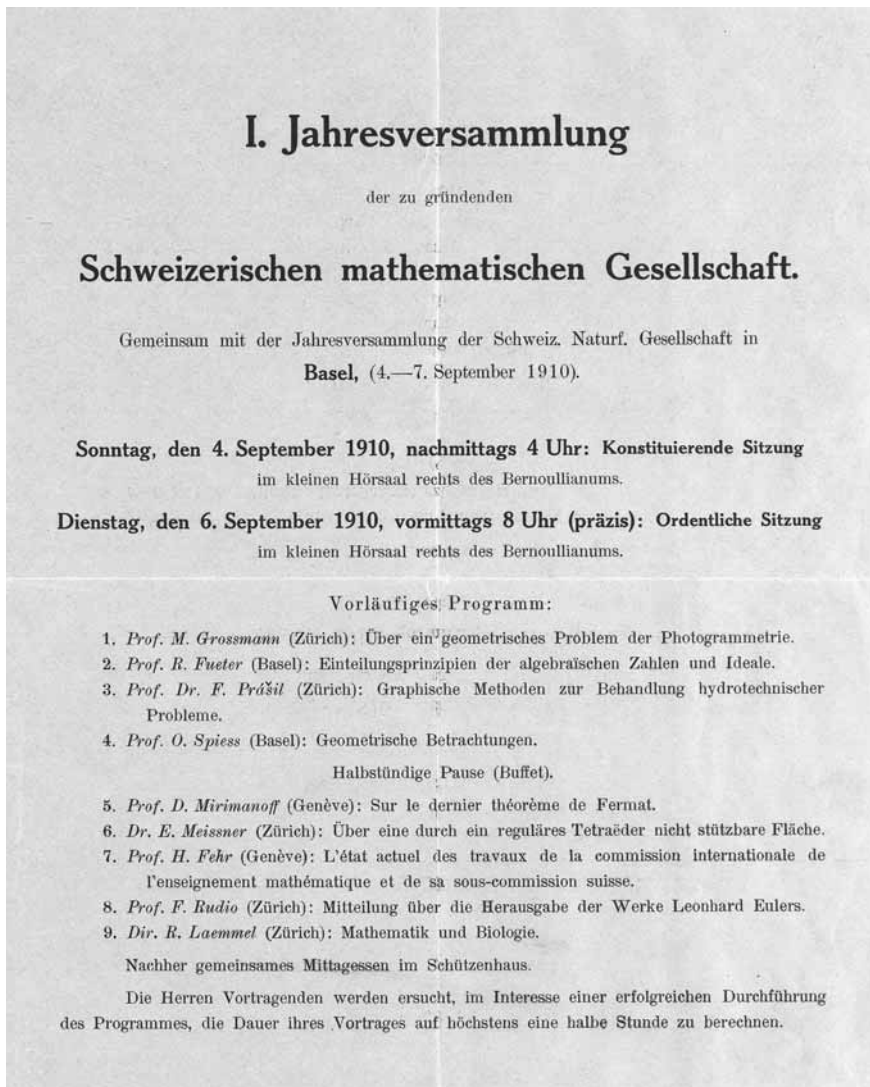 I. Jahresversammlung
der zu gründenden
Schweizerischen mathematischen Gesellschaft.
Gemeinsam mit der Jahresversammlung der Schweiz. Naturf. Gesellschaft in
Basel, (4.—7. September 1910).
Sonntag, den 4. September 1910, nachmittags 4 Uhr: Konstituierende Sitzung
im kleinen Hörsaal rechts des Bernoullianums.
Dienstag, den 6. September 1910, vormittags 8 Uhr (präzis): Ordentliche Sitzung
im kleinen Hörsaal rechts des Bernoullianums.
Vorläufiges Programm:
1. Prof. M. Grossmann (Zürich): Über ein geometrisches Problem der Photogrammetrie.
2. Prof. R. Fueter (Basel): Einteilungsprinzipien der algebraïschen Zahlen und Ideale.
3. Prof. Dr. F. Prášil (Zürich): Graphische Methoden zur Behandlung hydrotechnischer
Probleme.
4. Prof. O. Spiess (Basel): Geometrische Betrachtungen.
Halbstündige Pause (Buffet).
5. Prof. D. Mirimanoff (Genève): Sur le dernier théorème de Fermat.
6. Dr. E. Meissner (Zürich): Über eine durch ein reguläres Tetraëder nicht stützbare Fläche.
7. Prof. H. Fehr (Genève): L'état actuel des travaux de la commission internationale de
l'enseignement mathématique et de sa sous-commission suisse.
8. Prof. F. Rudio (Zürich): Mitteilung über die Herausgabe der Werke Leonhard Eulers.
9. Dir. R. Laemmel (Zürich): Mathematik und Biologie.
Nachher gemeinsames Mittagessen im Schützenhaus.
Die Herren Vortragenden werden ersucht, im Interesse einer erfolgreichen Durchführung
des Programmes, die Dauer ihres Vortrages auf höchstens eine halbe Stunde zu berechnen.